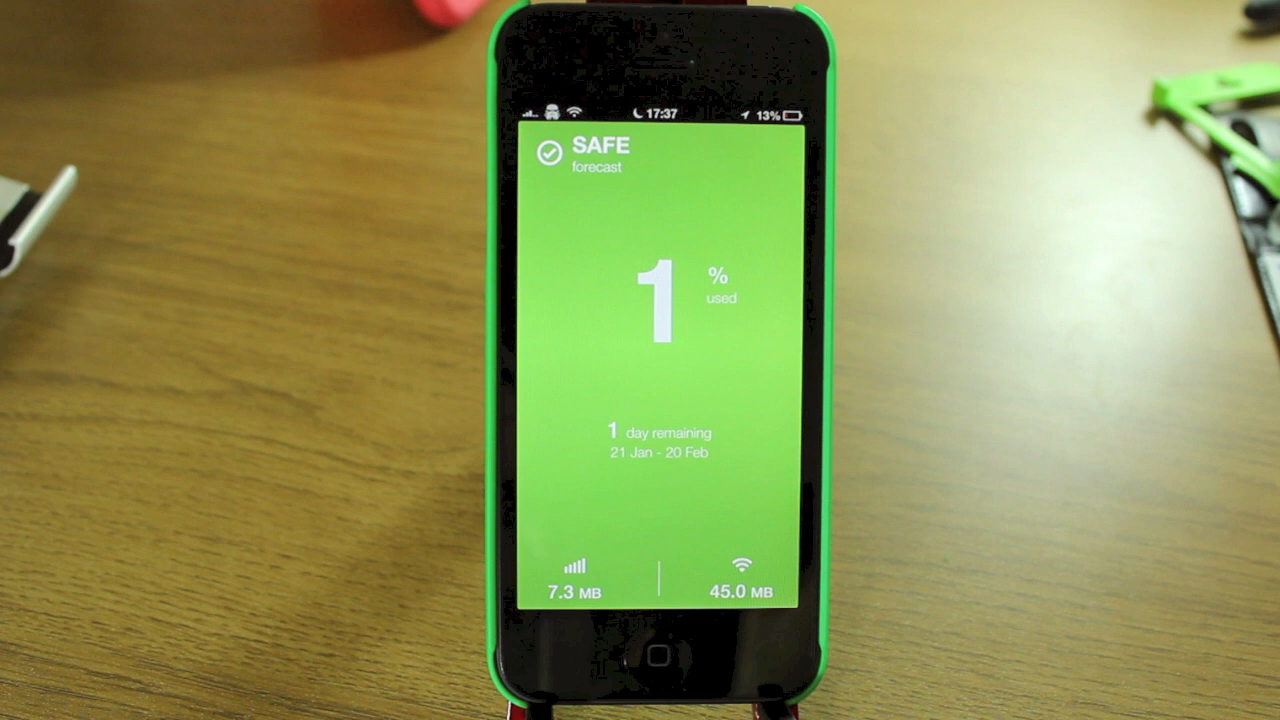 17:37
13%
SAFE
forecast
1 %
used
1 day remaining
21 Jan - 20 Feb
7.3 MB
45.0 MB